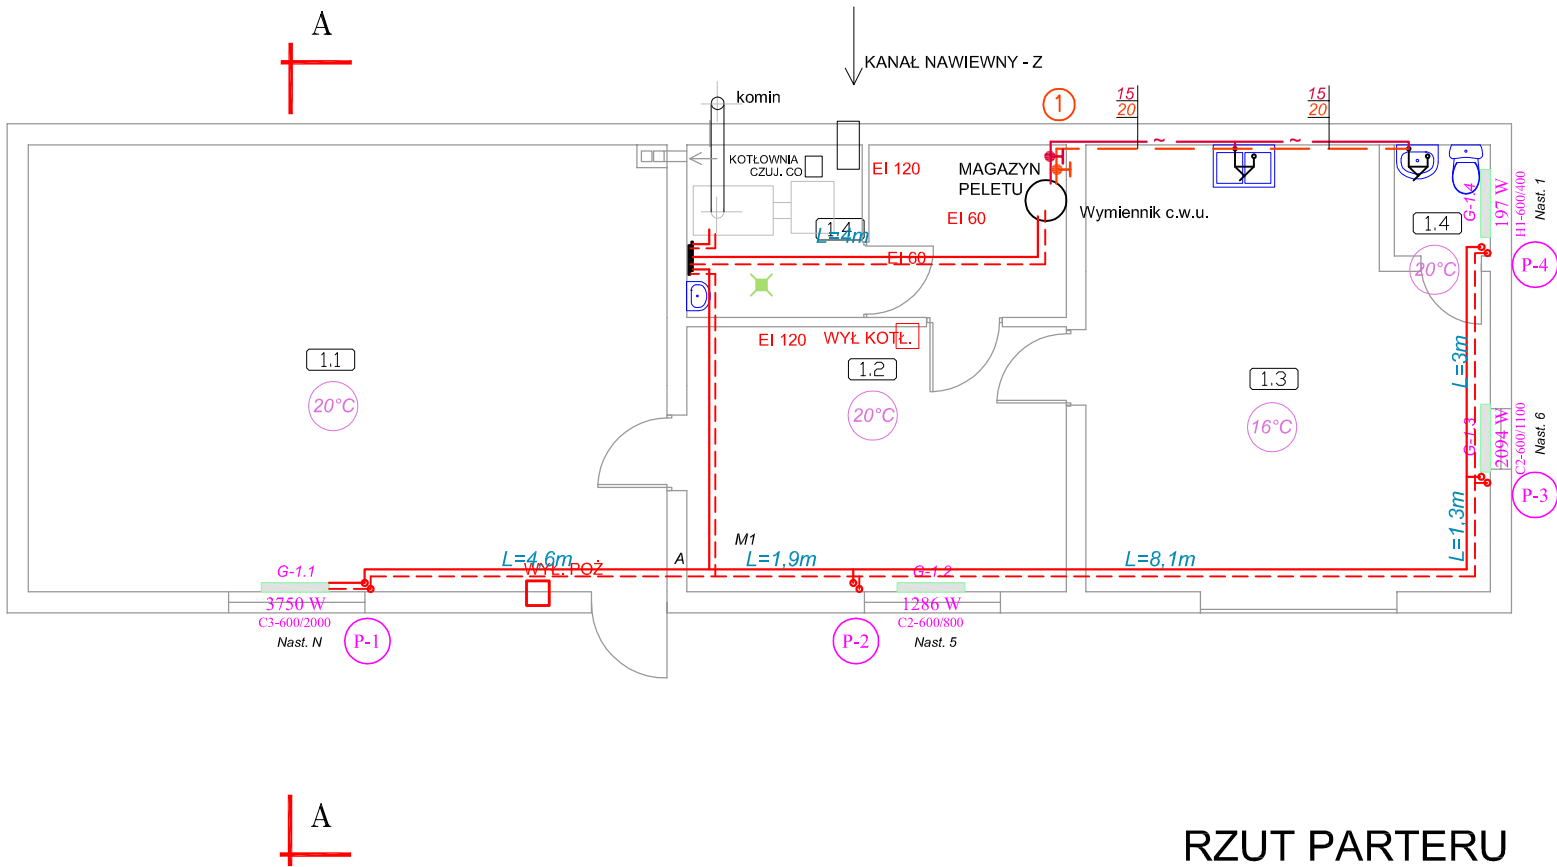 A
KANAŁ NAWIEWNY - Z
komin
1
15
20
15
20
KOTŁOWNIA
CZUJ. CO
EI 120
MAGAZYN
PELETU
EI 60
Wymiennik c.w.u.
1.4
L=4m
EI 60
G-1.4
197 W
H1-600/400
Nast. 1
1.4
20°C
P-4
EI 120
WYŁ KOTŁ.
1.1
20°C
1.2
20°C
1.3
16°C
L=3m
G-1.3
2094 W
C2-600/1100
Nast. 6
P-3
L=1,3m
M1
A
L=4,6m
WYŁ. POŻ
L=1,9m
L=8,1m
G-1.1
3750 W
C3-600/2000
Nast. N
P-1
G-1.2
1286 W
C2-600/800
Nast. 5
P-2
A
RZUT PARTERU